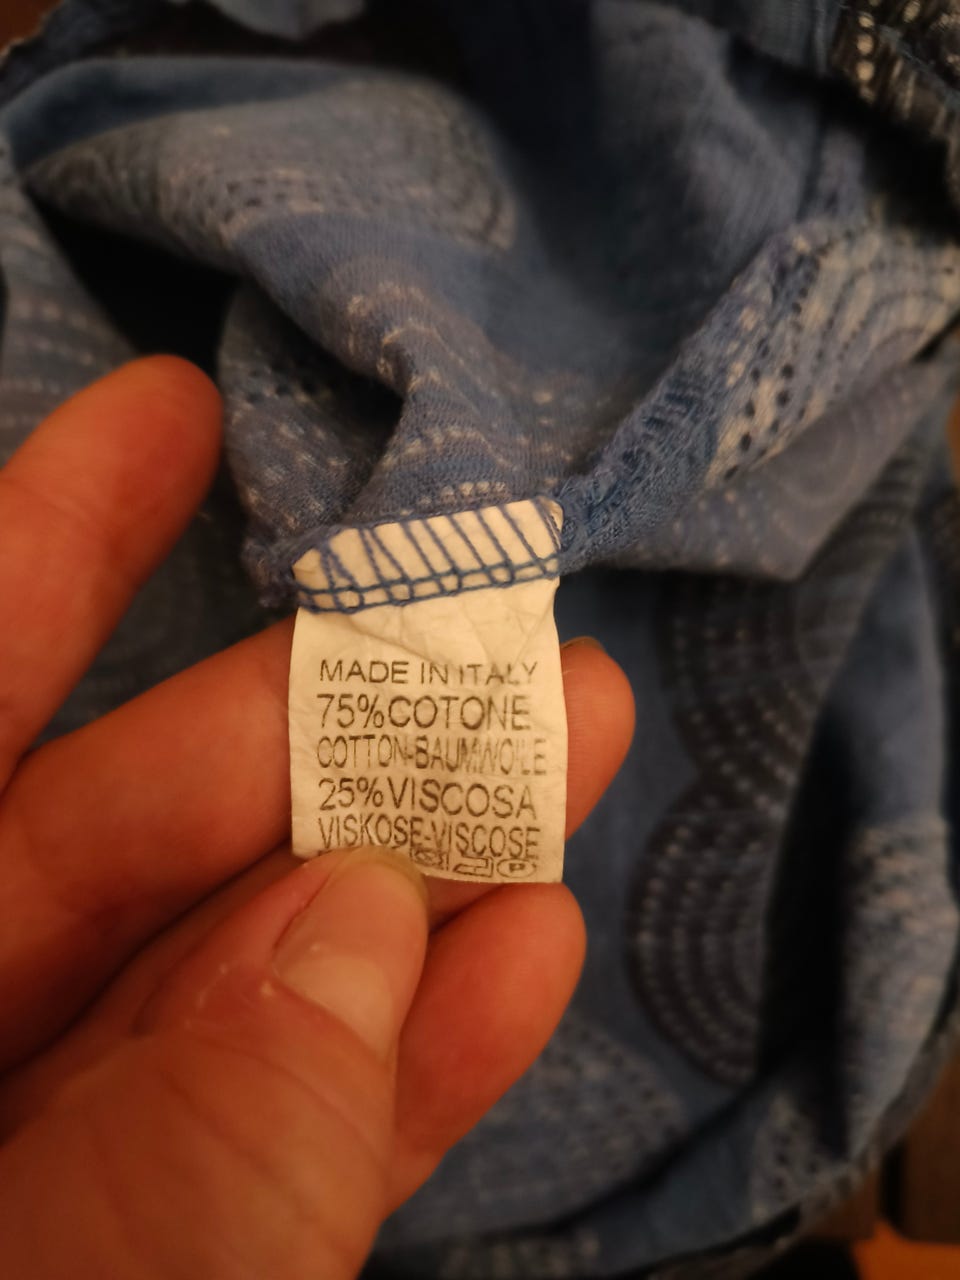 MADE IN ITALY
75%COTONE
COTTON-BAUMWOLLE
25%VISCOSA
VISKOSE-VISCOSE
P